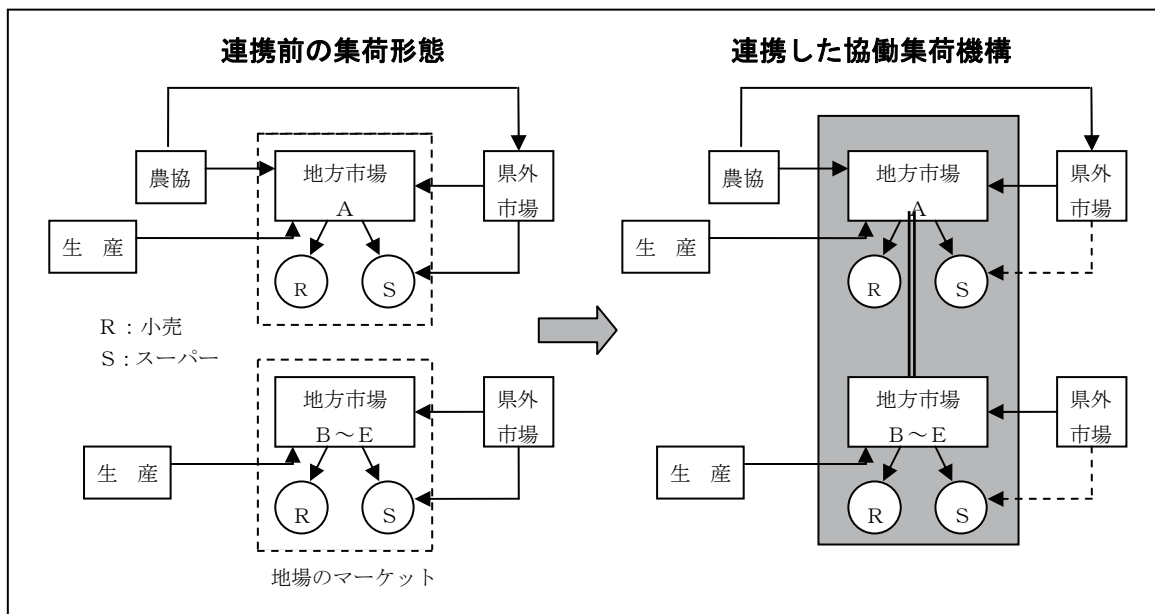 連携前の集荷形態
農協
地方市場
A
県外
市場
生 産
R
S
R：小売
S：スーパー
地方市場
B～E
県外
市場
生 産
R
S
地場のマーケット
連携した協働集荷機構
農協
地方市場
A
県外
市場
生 産
R
S
地方市場
B～E
県外
市場
生 産
R
S